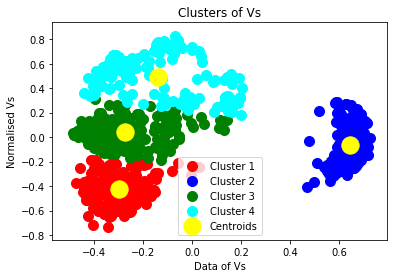 Clusters of Vs
Normalised Vs
0.8
0.6
0.4
0.2
0.0
−0.2
−0.4
−0.6
−0.8
Cluster 1
Cluster 2
Cluster 3
Cluster 4
Centroids
−0.4
−0.2
0.0
0.2
0.4
0.6
Data of Vs